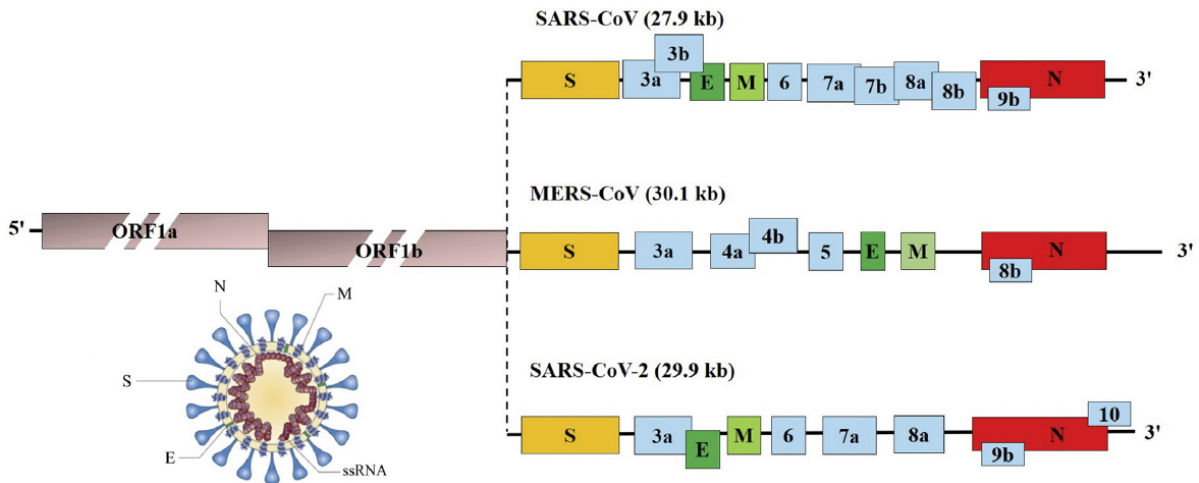 SARS-CoV (27.9 kb)
3b
S 3a E M 6 7a 7b 8a 8b 9b N 3'
MERS-CoV (30.1 kb)
5' ORF1a ORF1b
S 3a 4a 4b 5 E M 8b N 3'
N M
S
E ssRNA
SARS-CoV-2 (29.9 kb)
S 3a E M 6 7a 8a 9b N 10 3'